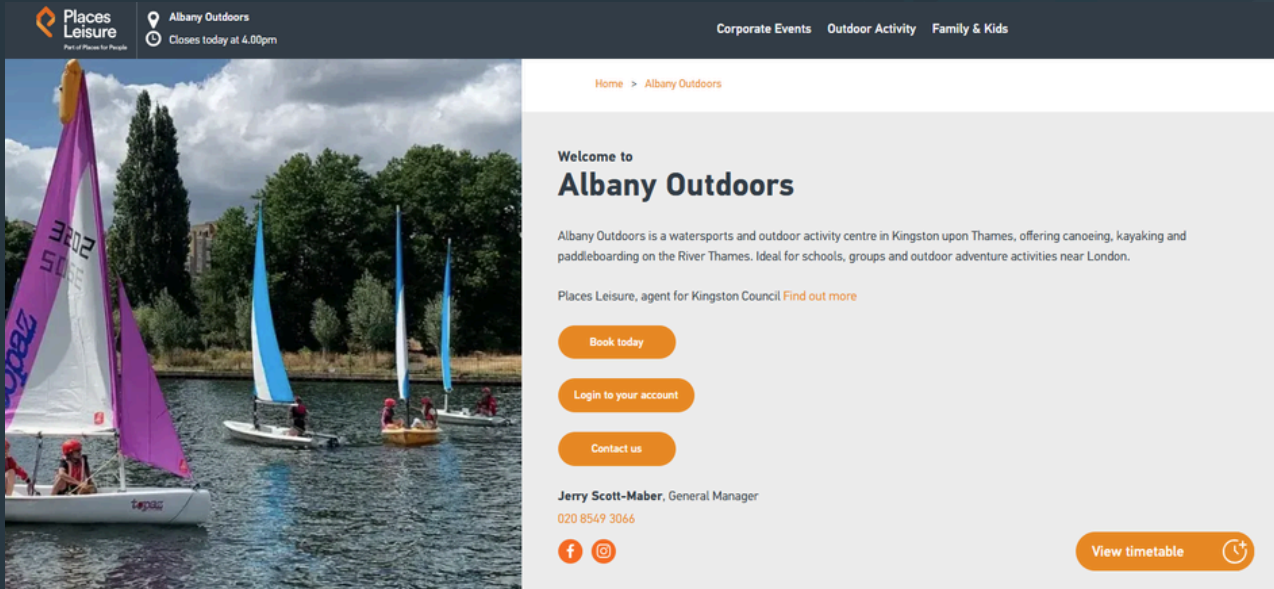 Places
Leisure
Part of Places for People
Albany Outdoors
Closes today at 4.00pm
Corporate Events
Outdoor Activity
Family & Kids
Home > Albany Outdoors
Welcome to
Albany Outdoors
Albany Outdoors is a watersports and outdoor activity centre in Kingston upon Thames, offering canoeing, kayaking and
paddleboarding on the River Thames. Ideal for schools, groups and outdoor adventure activities near London.
Places Leisure, agent for Kingston Council Find out more
Book today
Login to your account
Contact us
Jerry Scott-Maber, General Manager
020 8549 3066
View timetable
topaz
topaz